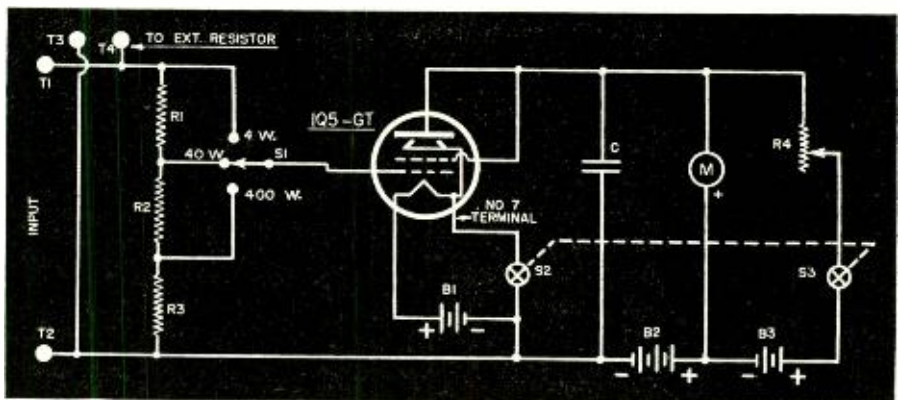 T3
T4
TO EXT. RESISTOR
T1
R1
4 W.
40 W.
S1
400 W.
R2
R3
INPUT
T2
1Q5-GT
NO 7
TERMINAL
B1
+ -
S2
C
M
+
R4
S3
B2
- +
B3
- +